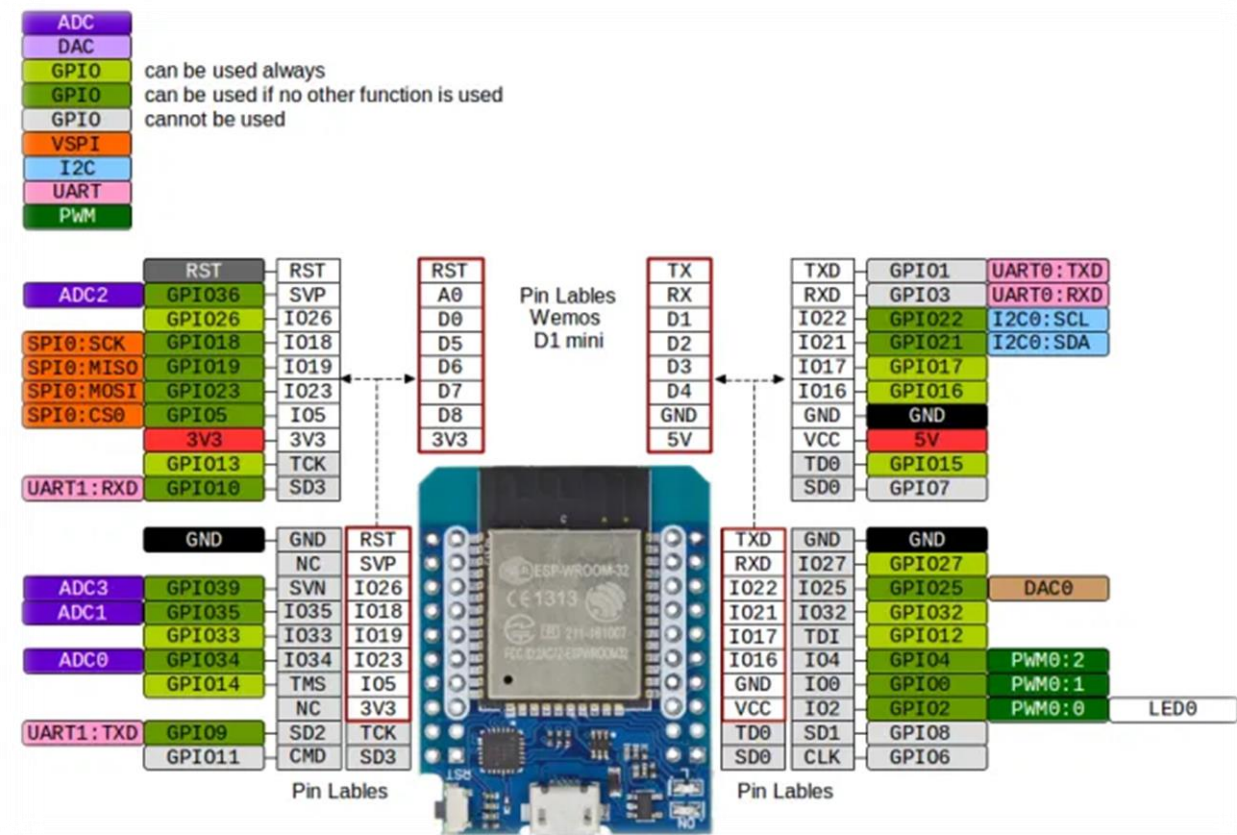 ADC
DAC
GPIO can be used always
GPIO can be used if no other function is used
GPIO cannot be used
VSPI
I2C
UART
PWM
RST RST RST TX TXD GPIO1 UART0:TXD
ADC2 GPIO36 SVP A0 Pin Lables RX RXD GPIO3 UART0:RXD
GPIO26 IO26 D0 Wemos D1 IO22 GPIO22 I2C0:SCL
SPI0:SCK GPIO18 IO18 D5 D1 mini D2 IO21 GPIO21 I2C0:SDA
SPI0:MISO GPIO19 IO19 D6 D3 IO17 GPIO17
SPI0:MOSI GPIO23 IO23 D7 D4 IO16 GPIO16
SPI0:CS0 GPIO5 IO5 D8 GND GND GND
3V3 3V3 3V3 5V VCC 5V
GPIO13 TCK TD0 GPIO15
UART1:RXD GPIO10 SD3 SD0 GPIO7
GND GND RST TXD GND GND
NC SVP RXD IO27 GPIO27
ADC3 GPIO39 SVN IO26 IO22 IO25 GPIO25 DAC0
ADC1 GPIO35 IO35 IO18 IO21 IO32 GPIO32
GPIO33 IO33 IO19 IO17 TDI GPIO12
ADC0 GPIO34 IO34 IO23 IO16 IO4 GPIO4 PWM0:2
GPIO14 TMS IO5 GND IO0 GPIO0 PWM0:1
NC 3V3 VCC IO2 GPIO2 PWM0:0 LED0
UART1:TXD GPIO9 SD2 TCK TD0 SD1 GPIO8
GPIO11 CMD SD3 SD0 CLK GPIO6
ESP-WROOM-32
CE1313
211-161007
RST
L
ON
Pin Lables
Pin Lables